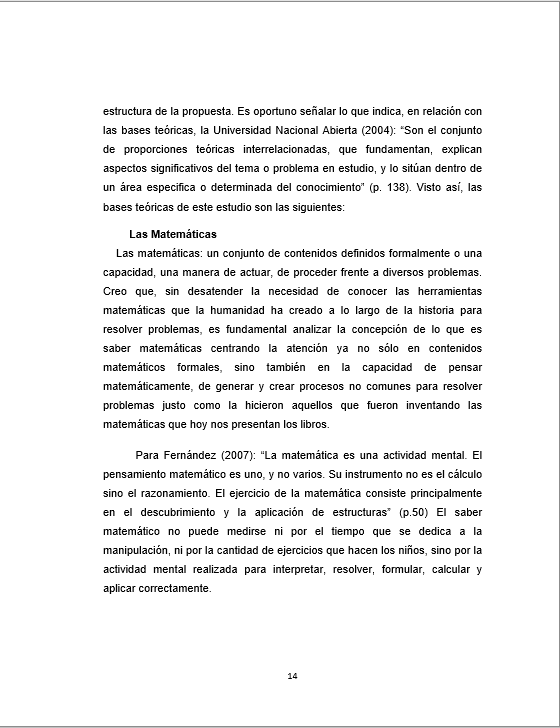 estructura de la propuesta. Es oportuno señalar lo que indica, en relación con
las bases teóricas, la Universidad Nacional Abierta (2004): “Son el conjunto
de proporciones teóricas interrelacionadas, que fundamentan, explican
aspectos significativos del tema o problema en estudio, y lo sitúan dentro de
un área especifica o determinada del conocimiento” (p. 138). Visto así, las
bases teóricas de este estudio son las siguientes:
Las Matemáticas
Las matemáticas: un conjunto de contenidos definidos formalmente o una
capacidad, una manera de actuar, de proceder frente a diversos problemas.
Creo que, sin desatender la necesidad de conocer las herramientas
matemáticas que la humanidad ha creado a lo largo de la historia para
resolver problemas, es fundamental analizar la concepción de lo que es
saber matemáticas centrando la atención ya no sólo en contenidos
matemáticos formales, sino también en la capacidad de pensar
matemáticamente, de generar y crear procesos no comunes para resolver
problemas justo como la hicieron aquellos que fueron inventando las
matemáticas que hoy nos presentan los libros.
Para Fernández (2007): “La matemática es una actividad mental. El
pensamiento matemático es uno, y no varios. Su instrumento no es el cálculo
sino el razonamiento. El ejercicio de la matemática consiste principalmente
en el descubrimiento y la aplicación de estructuras” (p.50) El saber
matemático no puede medirse ni por el tiempo que se dedica a la
manipulación, ni por la cantidad de ejercicios que hacen los niños, sino por la
actividad mental realizada para interpretar, resolver, formular, calcular y
aplicar correctamente.
14